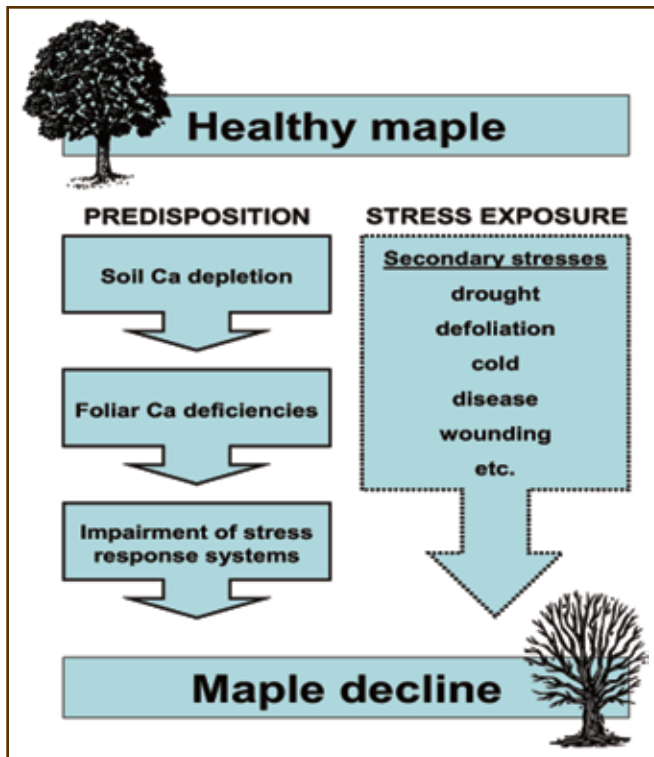 Healthy maple
PREDISPOSITION
Soil Ca depletion
Foliar Ca deficiencies
Impairment of stress
response systems
STRESS EXPOSURE
Secondary stresses
drought
defoliation
cold
disease
wounding
etc.
Maple decline